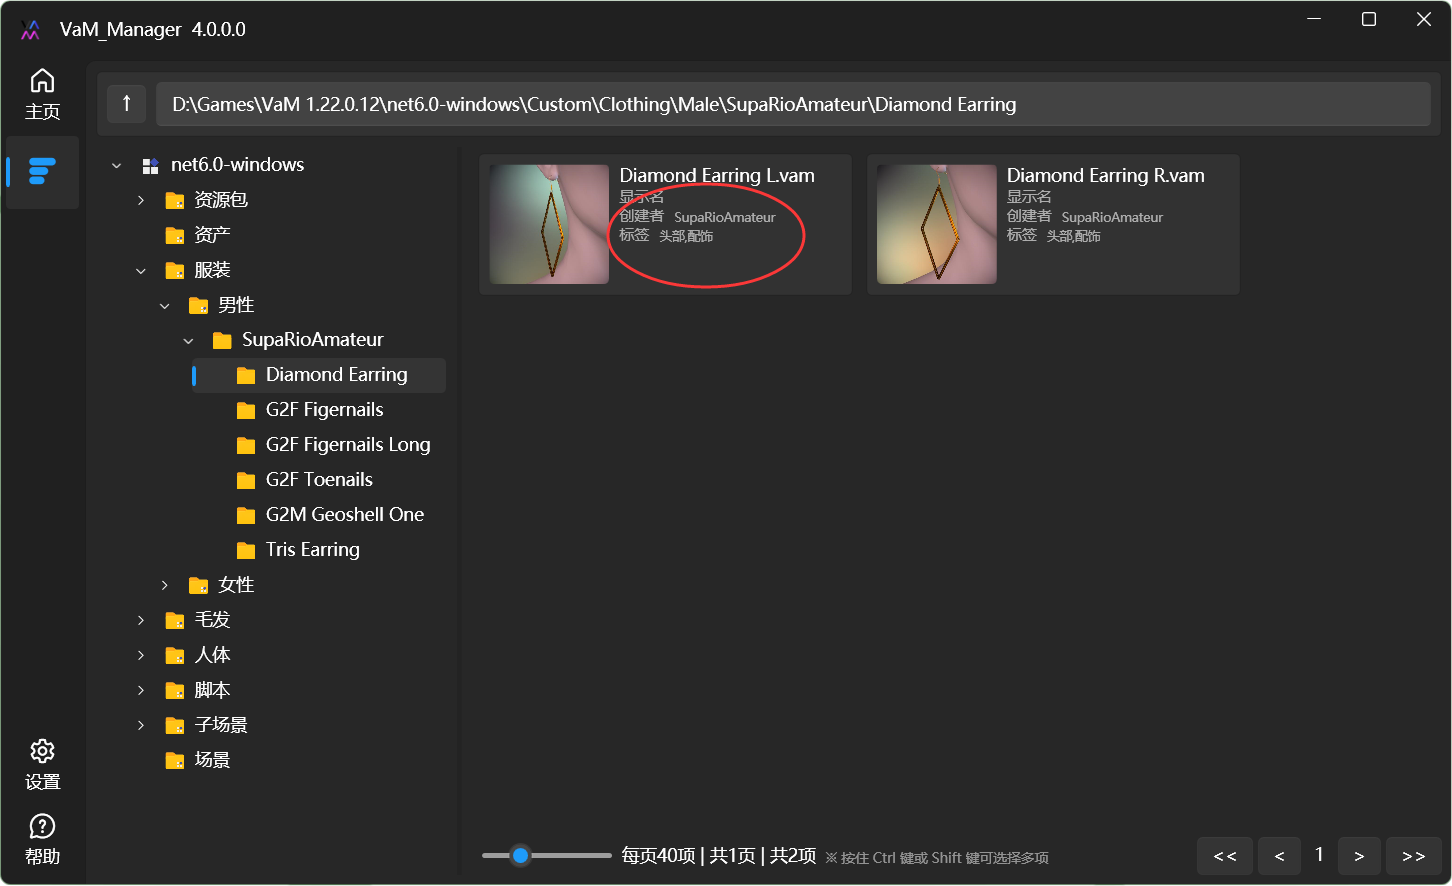 VaM_Manager 4.0.0.0
主页
↑ D:\Games\VaM 1.22.0.12\net6.0-windows\Custom\Clothing\Male\SupaRioAmateur\Diamond Earring
net6.0-windows
资源包
资产
服装
男性
SupaRioAmateur
Diamond Earring
G2F Figernails
G2F Figernails Long
G2F Toenails
G2M Geoshell One
Tris Earring
女性
毛发
人体
脚本
子场景
场景
设置
帮助
Diamond Earring L.vam
显示名
创建者 SupaRioAmateur
标签 头部,配饰
Diamond Earring R.vam
显示名
创建者 SupaRioAmateur
标签 头部,配饰
每页40项 | 共1页 | 共2项 ※ 按住 Ctrl 键或 Shift 键可选择多项
<< < 1 > >>